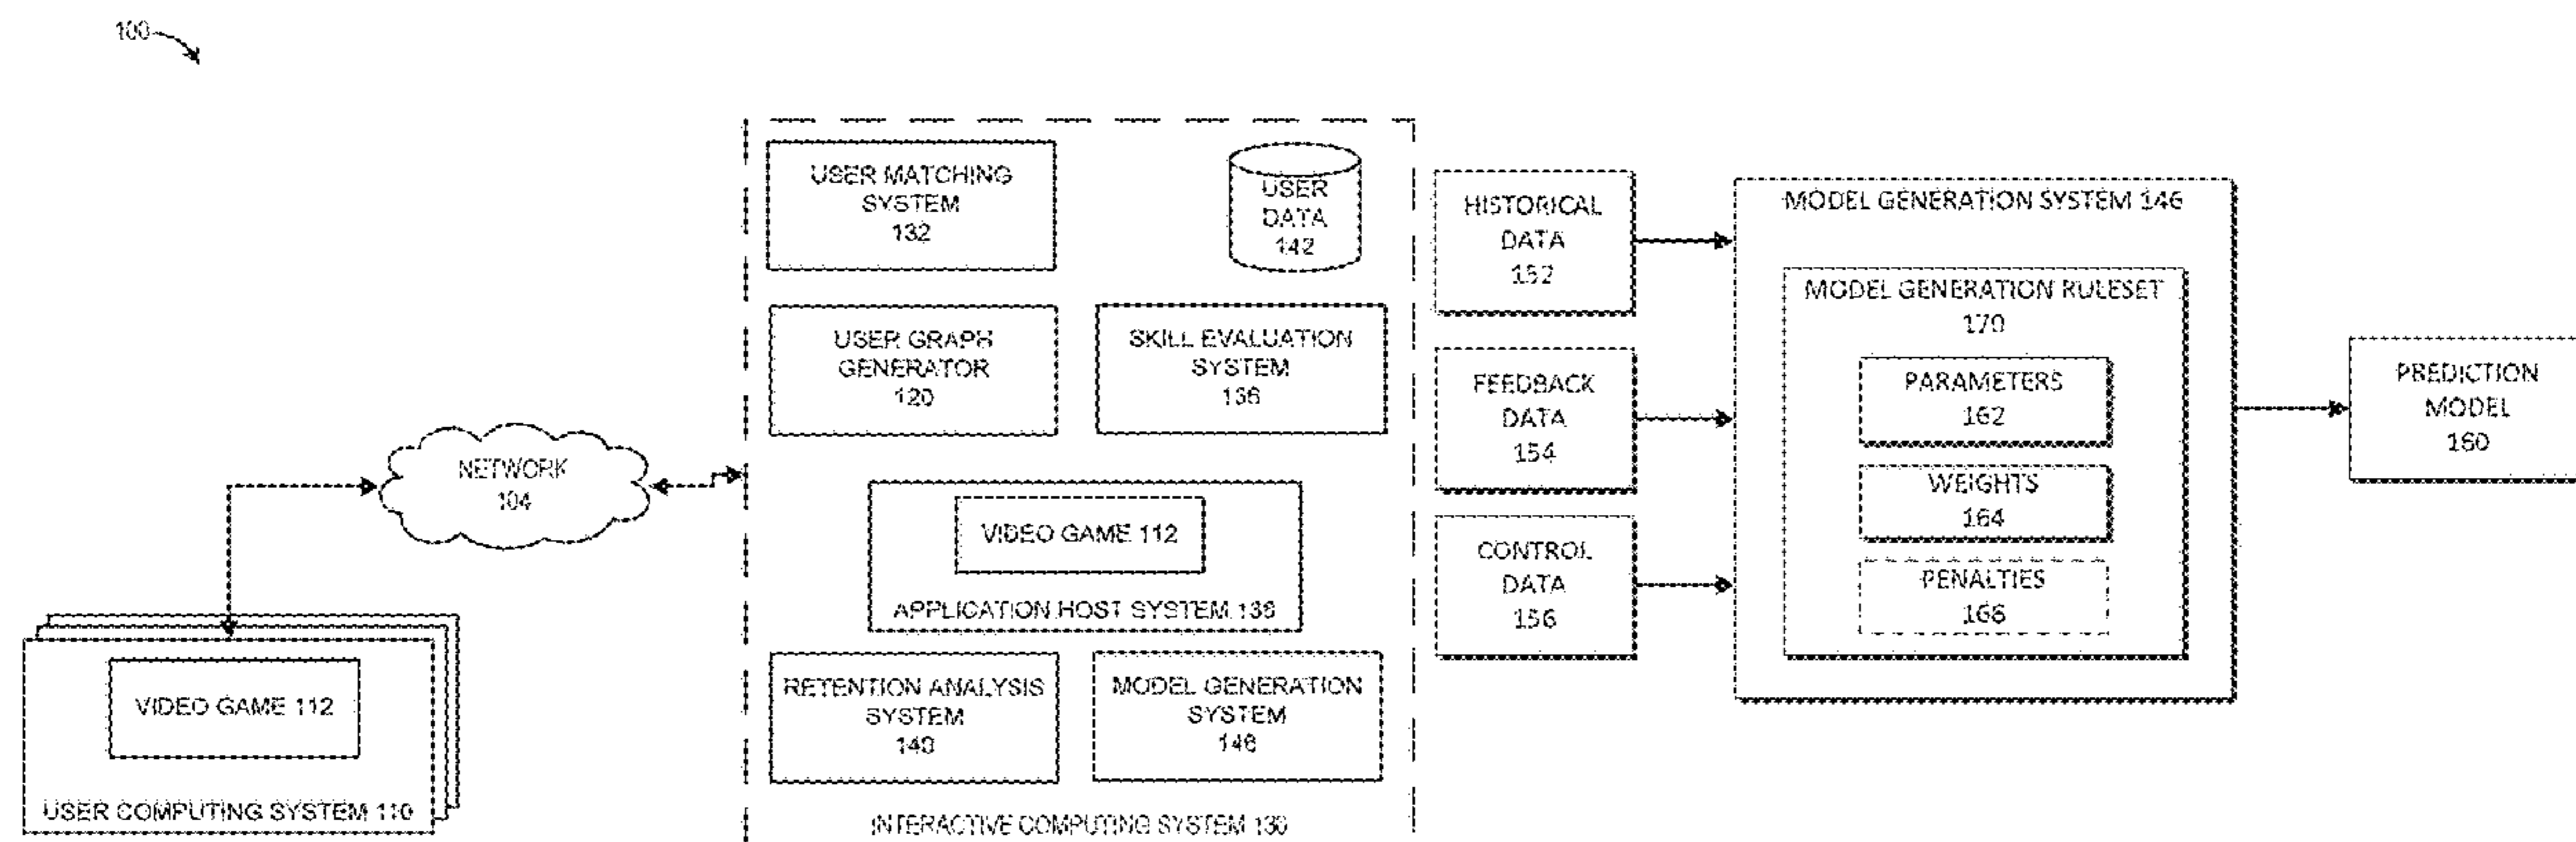 100
USER MATCHING
SYSTEM
132
USER
DATA
142
USER GRAPH
GENERATOR
120
SKILL EVALUATION
SYSTEM
136
NETWORK
104
VIDEO GAME 112
APPLICATION HOST SYSTEM
VIDEO GAME 112
USER COMPUTING SYSTEM 110
RETENTION ANALYSIS
SYSTEM
140
MODEL GENERATION
SYSTEM
146
INTERACTIVE COMPUTING SYSTEM 130
HISTORICAL
DATA
152
FEEDBACK
DATA
154
CONTROL
DATA
156
MODEL GENERATION SYSTEM 146
MODEL GENERATION RULESET
170
PARAMETERS
162
WEIGHTS
164
PENALTIES
166
PREDICTION
MODEL
160